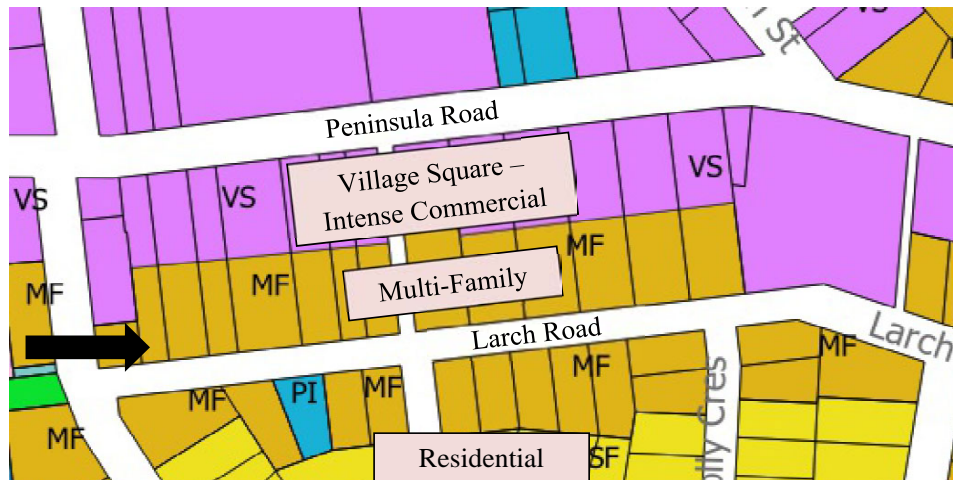 VS
St
Peninsula Road
VS
VS
Village Square –
Intense Commercial
VS
MF
MF
MF
Multi-Family
Larch Road
Larch
MF
MF
MF
PI
MF
MF
Residential
SF